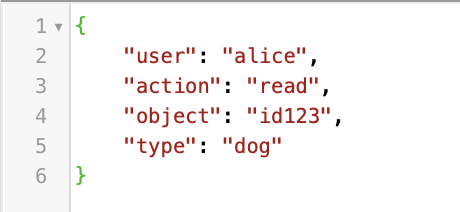 1 {
2 "user": "alice",
3 "action": "read",
4 "object": "id123",
5 "type": "dog"
6 }